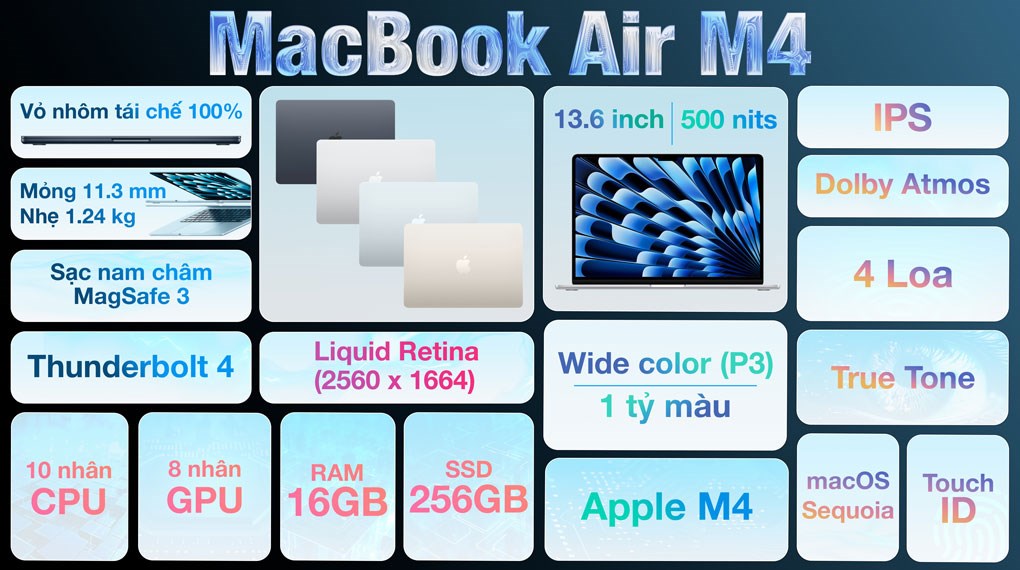 MacBook Air M4
Vỏ nhôm tái chế 100%
Mỏng 11.3 mm
Nhẹ 1.24 kg
Sạc nam châm
MagSafe 3
Thunderbolt 4
Liquid Retina
(2560 x 1664)
10 nhân
CPU
8 nhân
GPU
RAM
16GB
SSD
256GB
13.6 inch
500 nits
Wide color (P3)
1 tỷ màu
Apple M4
IPS
Dolby Atmos
4 Loa
True Tone
macOS
Sequoia
Touch
ID